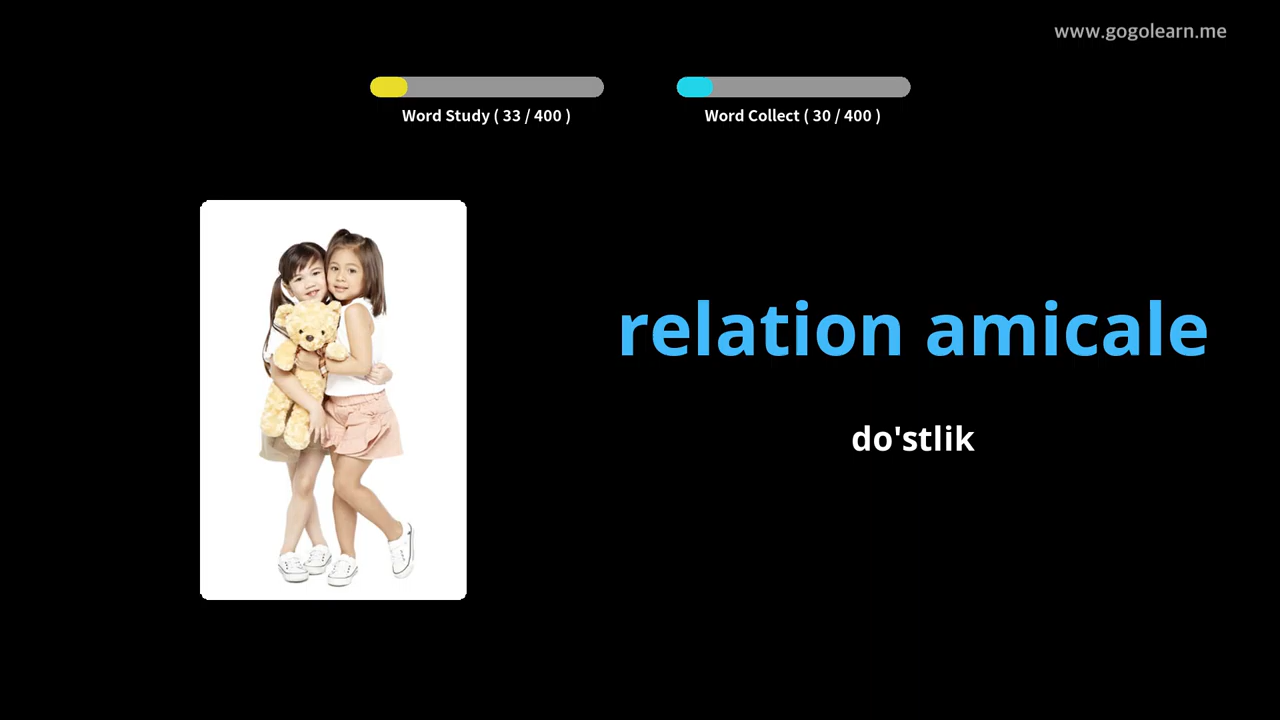 www.gogolearn.me
Word Study ( 33 / 400 )
Word Collect ( 30 / 400 )
relation amicale
do'stlik